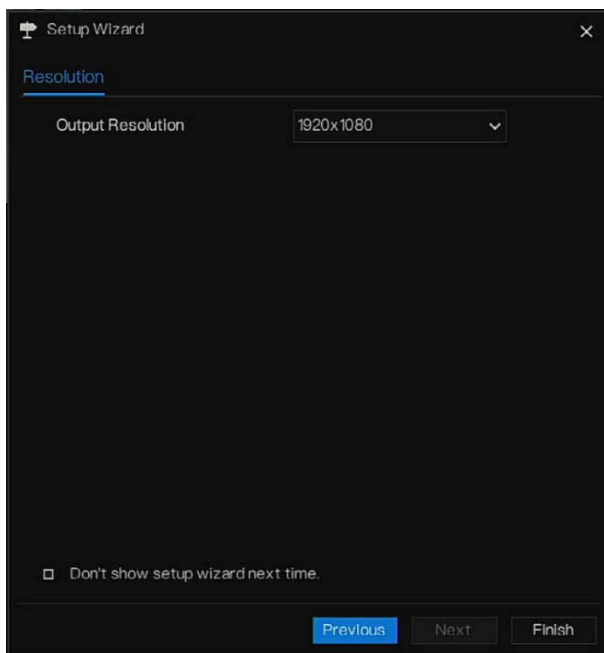 Setup Wizard
Resolution
Output Resolution 1920x1080
Don't show setup wizard next time.
Previous Next Finish